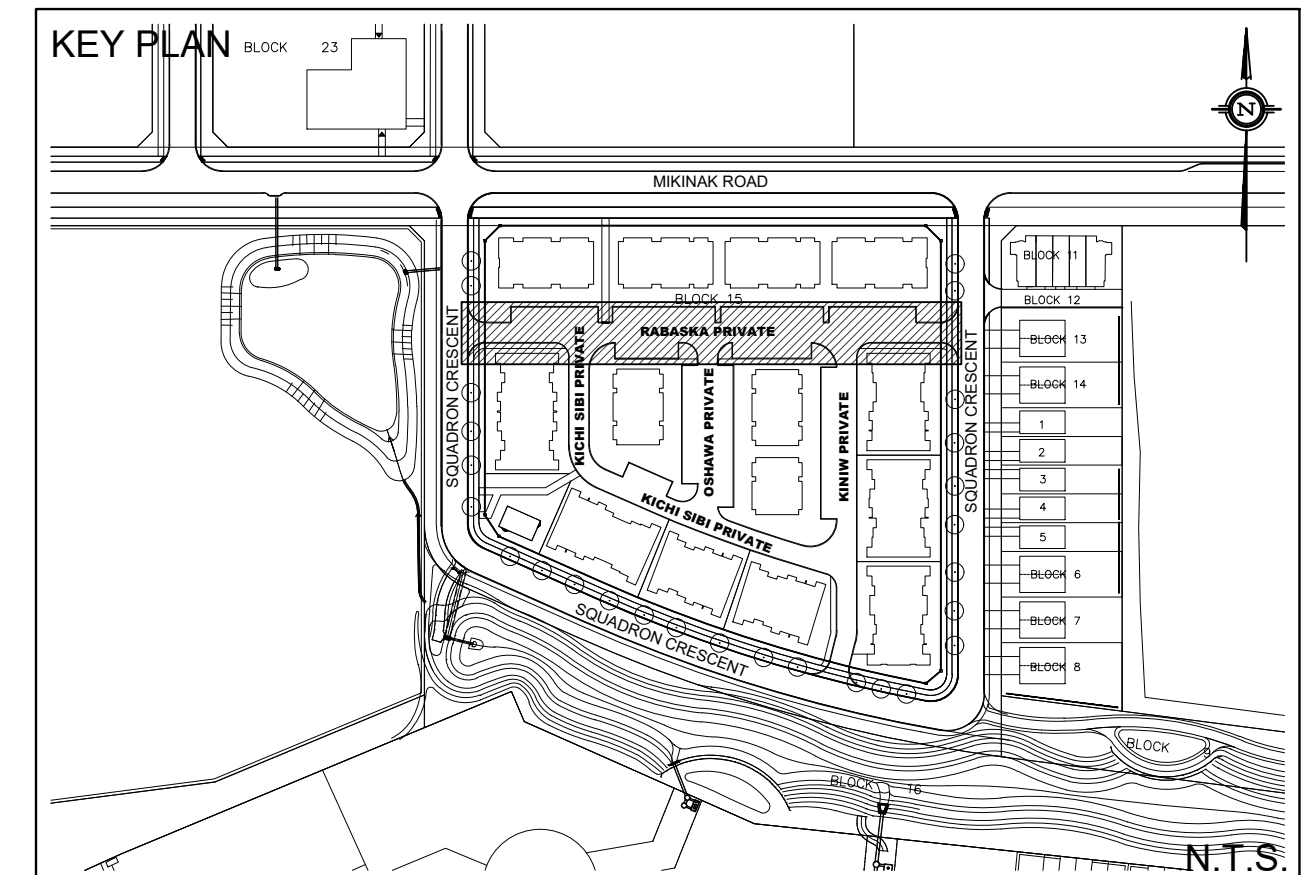 KEY PLAN
BLOCK 23
N
MIKINAK ROAD
BLOCK 11
BLOCK 12
BLOCK 15
RABASKA PRIVATE
BLOCK 13
BLOCK 14
SQUADRON CRESCENT
KICHI SIBI PRIVATE
OSHAWA PRIVATE
KINIW PRIVATE
SQUADRON CRESCENT
1
2
3
4
5
KICHI SIBI PRIVATE
BLOCK 6
BLOCK 7
BLOCK 8
SQUADRON CRESCENT
BLOCK 9
BLOCK 16
N.T.S.